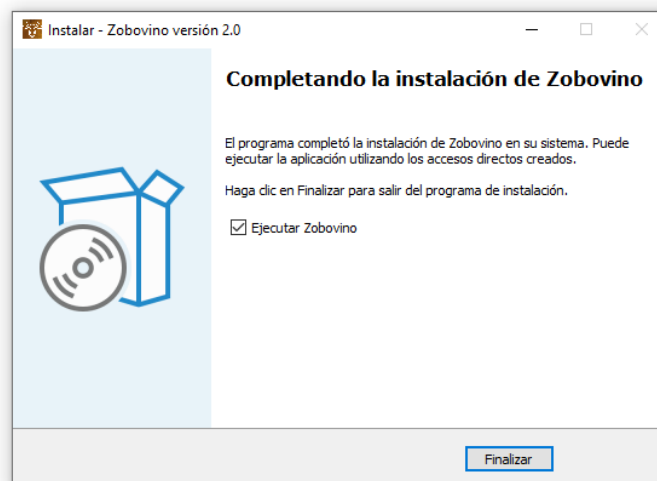 Instalar - Zobovino versión 2.0
Completando la instalación de Zobovino
El programa completó la instalación de Zobovino en su sistema. Puede
ejecutar la aplicación utilizando los accesos directos creados.
Haga clic en Finalizar para salir del programa de instalación.
Ejecutar Zobovino
Finalizar